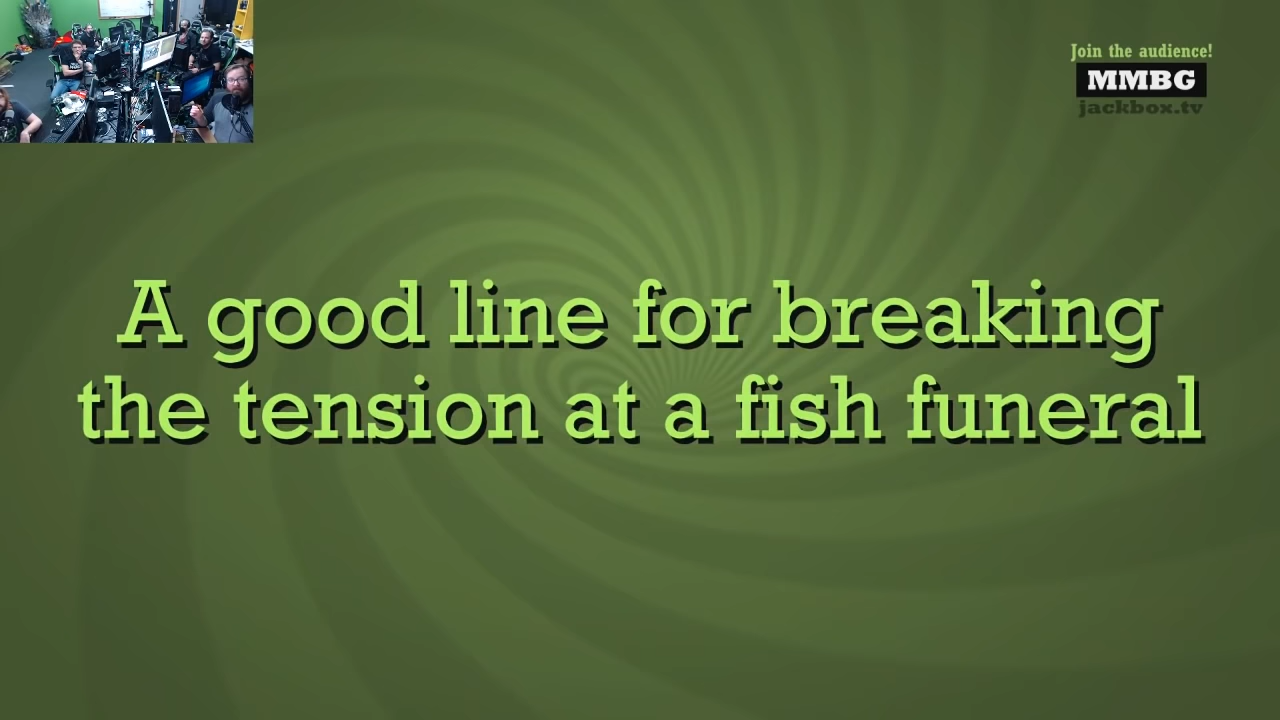 Join the audience!
MMBG
jackbox.tv
A good line for breaking
the tension at a fish funeral